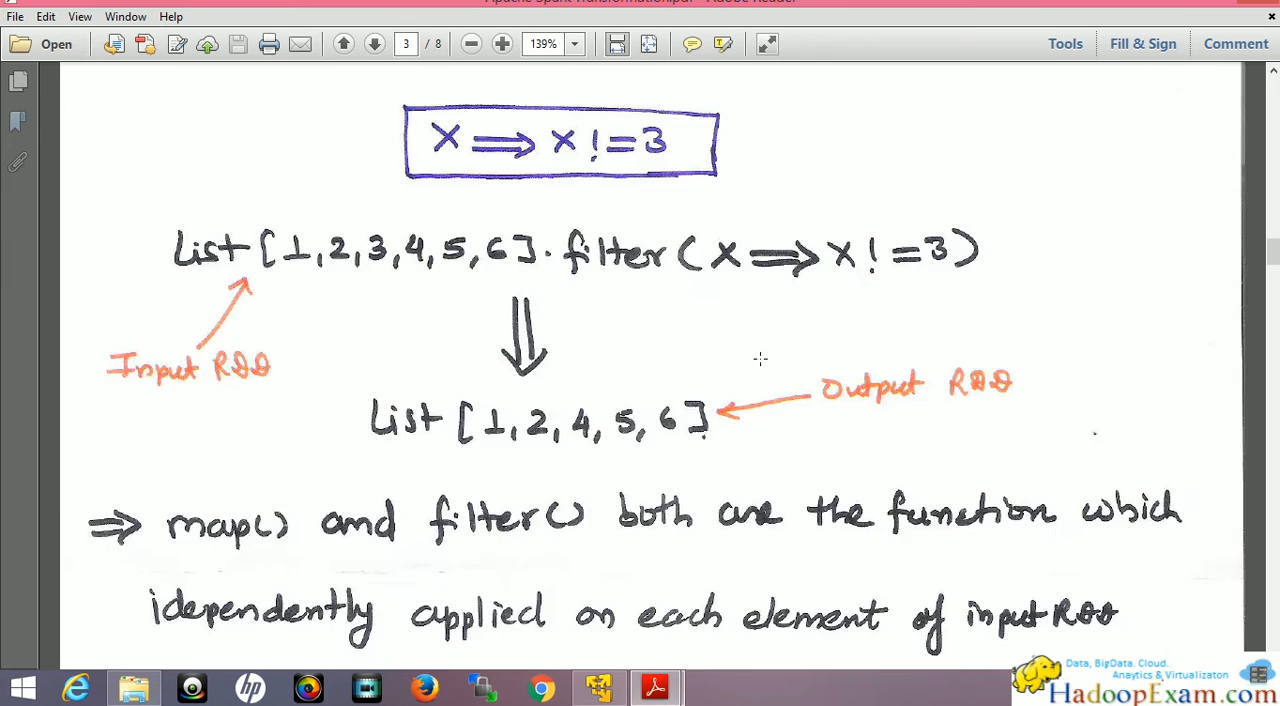 Apache Spark Transformation.pdf - Adobe Reader
File Edit View Window Help
Open 3 / 8 139% Tools Fill & Sign Comment
X ⟹ x != 3
List [1,2,3,4,5,6].filter(X ⟹ x != 3)
Input RDD
Output RDD
List [1,2,4,5,6]
⇒ map() and filter() both are the function which
idependently applied on each element of input RDD
Data, BigData. Cloud.
Anaytics & Virtualizaton
HadoopExam.com